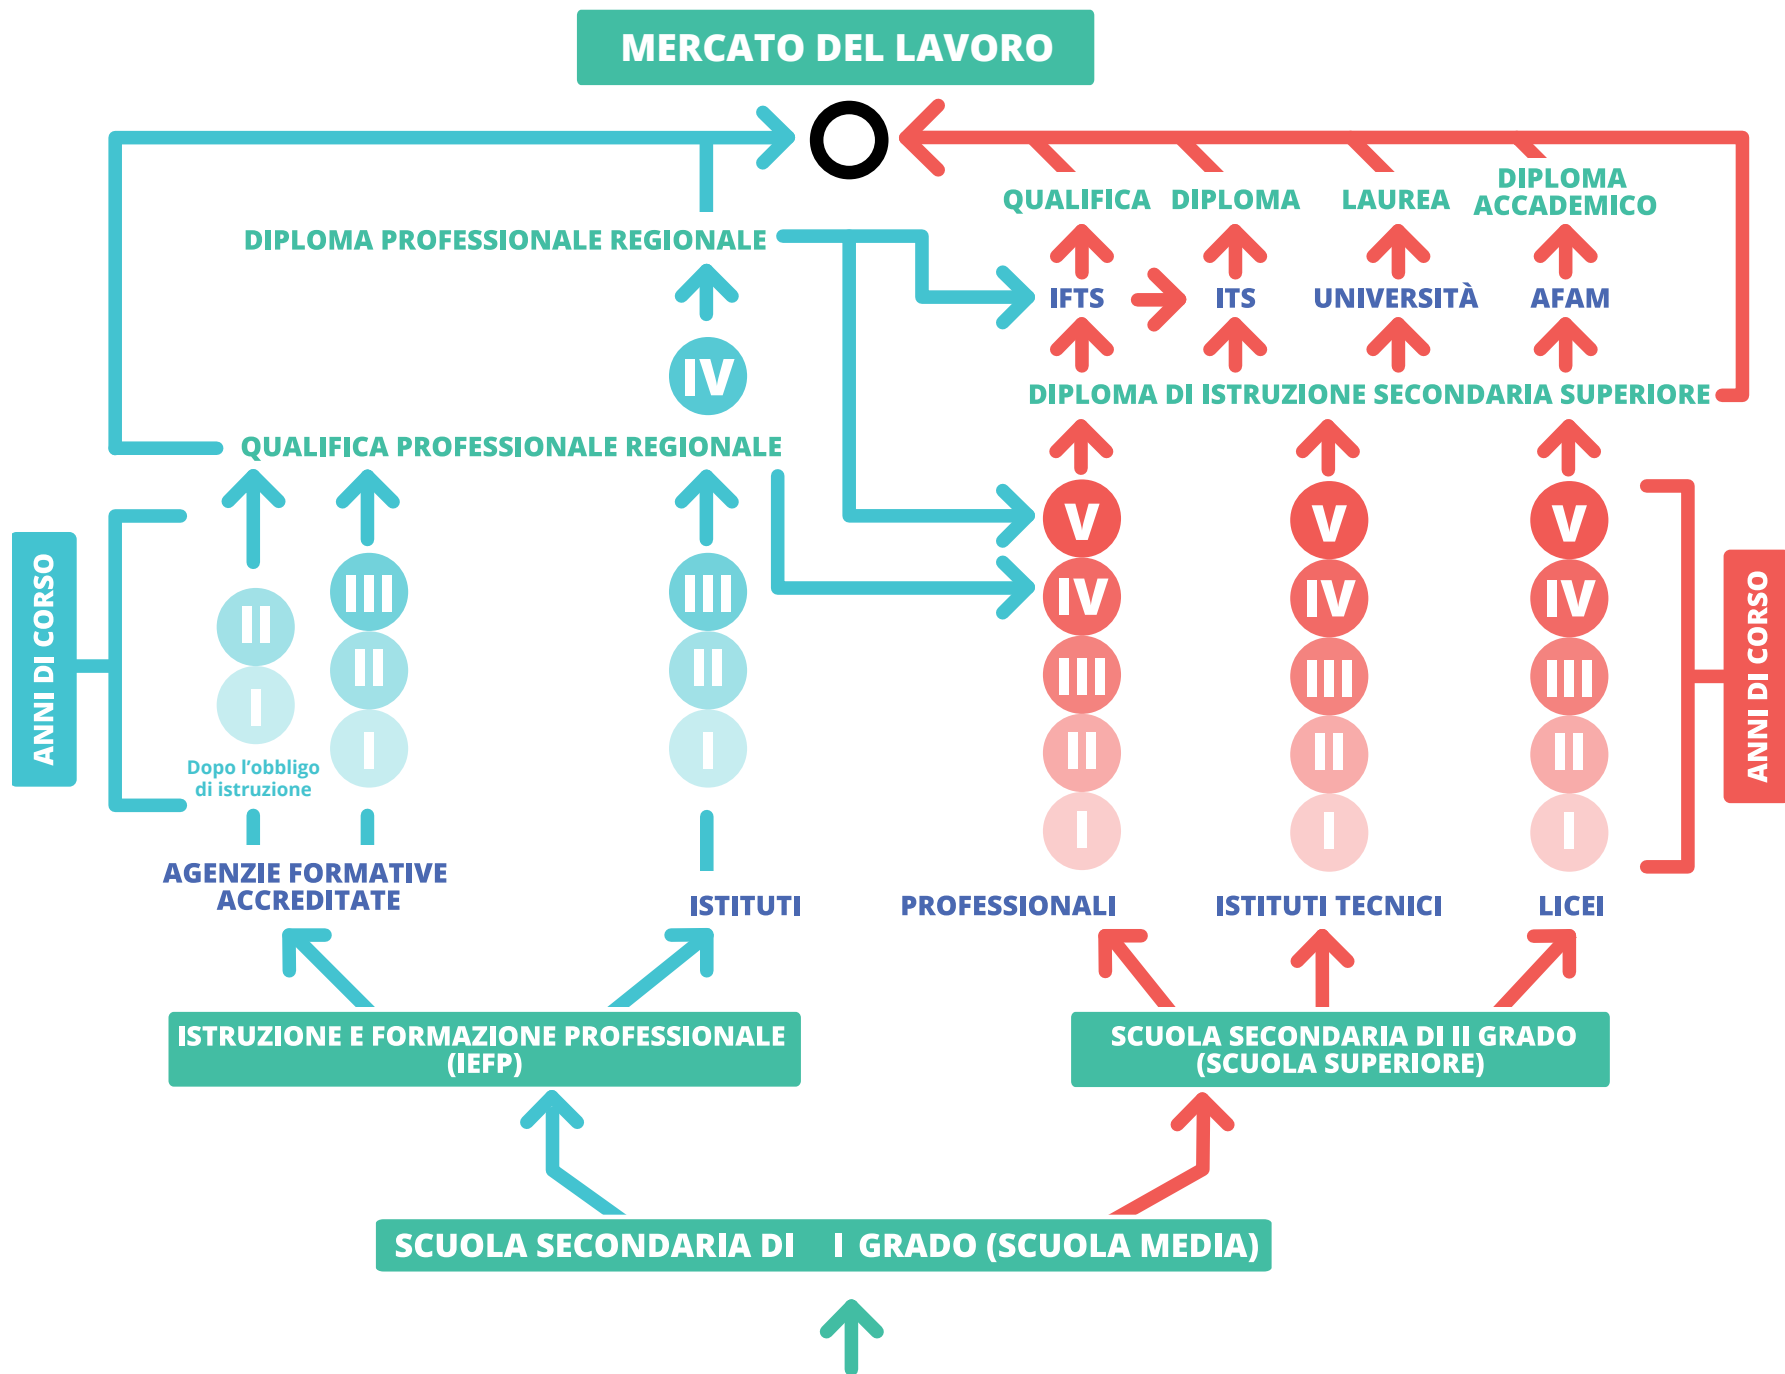 MERCATO DEL LAVORO
DIPLOMA PROFESSIONALE REGIONALE
QUALIFICA
DIPLOMA
LAUREA
DIPLOMA
ACCADEMICO
IFTS
ITS
UNIVERSITÀ
AFAM
IV
DIPLOMA DI ISTRUZIONE SECONDARIA SUPERIORE
QUALIFICA PROFESSIONALE REGIONALE
ANNI DI CORSO
II
I
Dopo l'obbligo
di istruzione
III
II
I
III
II
I
V
IV
III
II
I
V
IV
III
II
I
V
IV
III
II
I
ANNI DI CORSO
AGENZIE FORMATIVE
ACCREDITATE
ISTITUTI
PROFESSIONALI
ISTITUTI TECNICI
LICEI
ISTRUZIONE E FORMAZIONE PROFESSIONALE
(IEFP)
SCUOLA SECONDARIA DI II GRADO
(SCUOLA SUPERIORE)
SCUOLA SECONDARIA DI I GRADO (SCUOLA MEDIA)